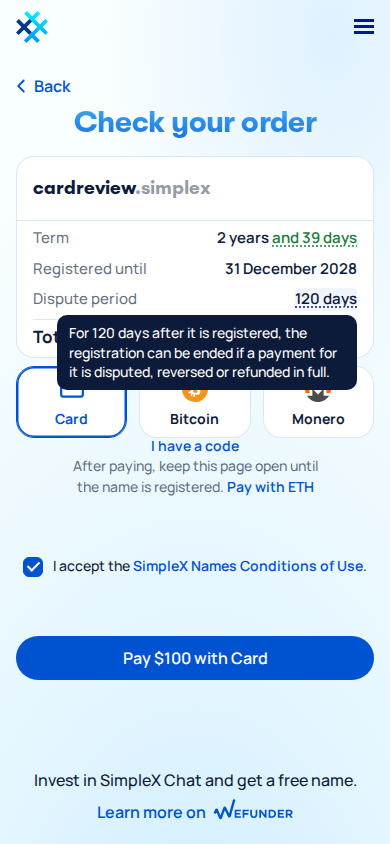 Back
Check your order
cardreview.simplex
Term 2 years and 39 days
Registered until 31 December 2028
Dispute period 120 days
For 120 days after it is registered, the
registration can be ended if a payment for
it is disputed, reversed or refunded in full.
Card Bitcoin Monero
I have a code
After paying, keep this page open until
the name is registered. Pay with ETH
I accept the SimpleX Names Conditions of Use.
Pay $100 with Card
Invest in SimpleX Chat and get a free name.
Learn more on WEFUNDER